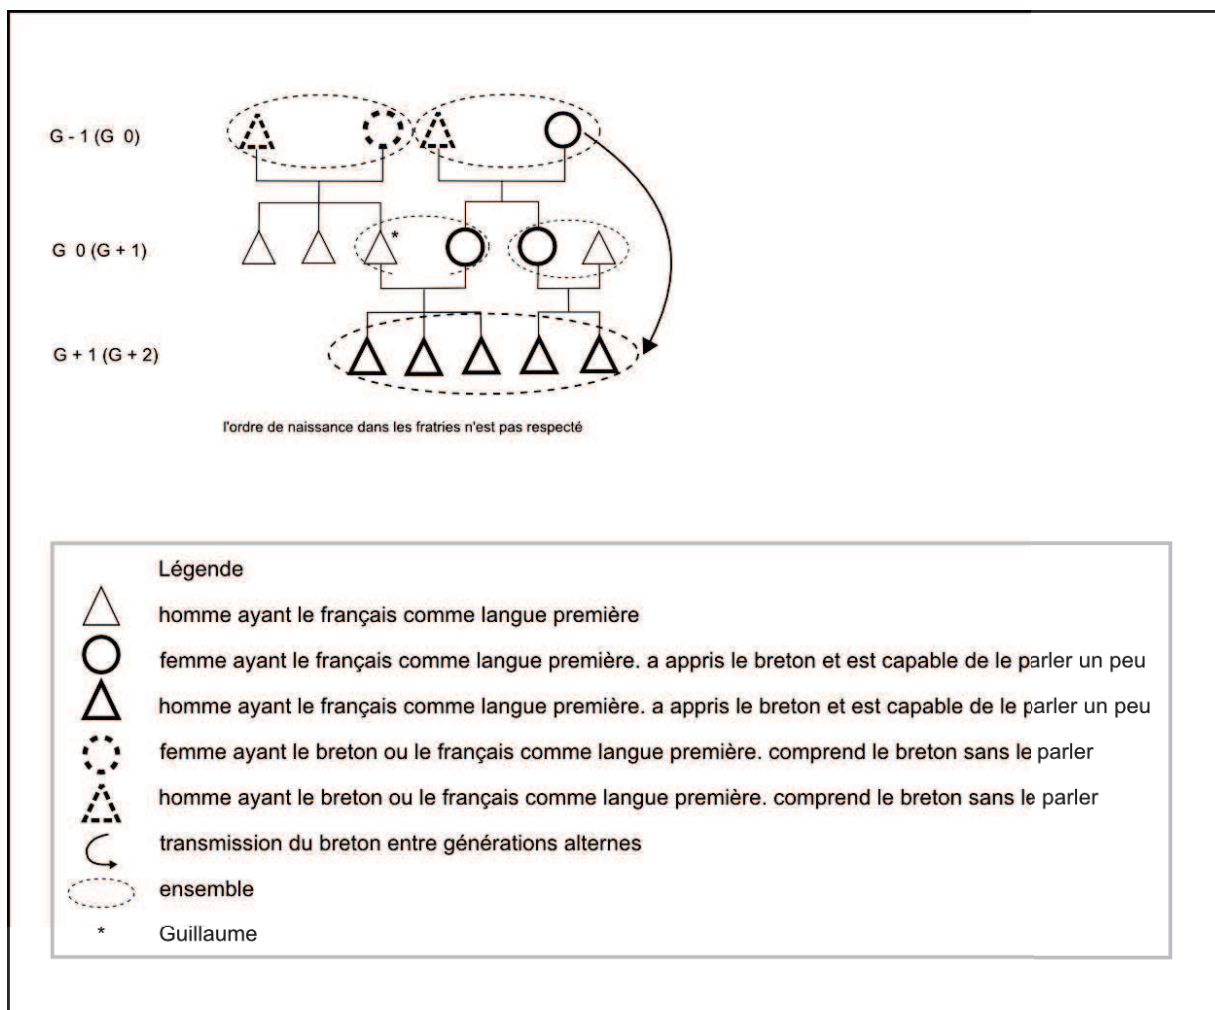 G - 1 (G 0)
*
G 0 (G + 1)
G + 1 (G + 2)
l'ordre de naissance dans les fratries n'est pas respecté
Légende
homme ayant le français comme langue première
femme ayant le français comme langue première. a appris le breton et est capable de le parler un peu
homme ayant le français comme langue première. a appris le breton et est capable de le parler un peu
femme ayant le breton ou le français comme langue première. comprend le breton sans le parler
homme ayant le breton ou le français comme langue première. comprend le breton sans le parler
transmission du breton entre générations alternes
ensemble
* Guillaume